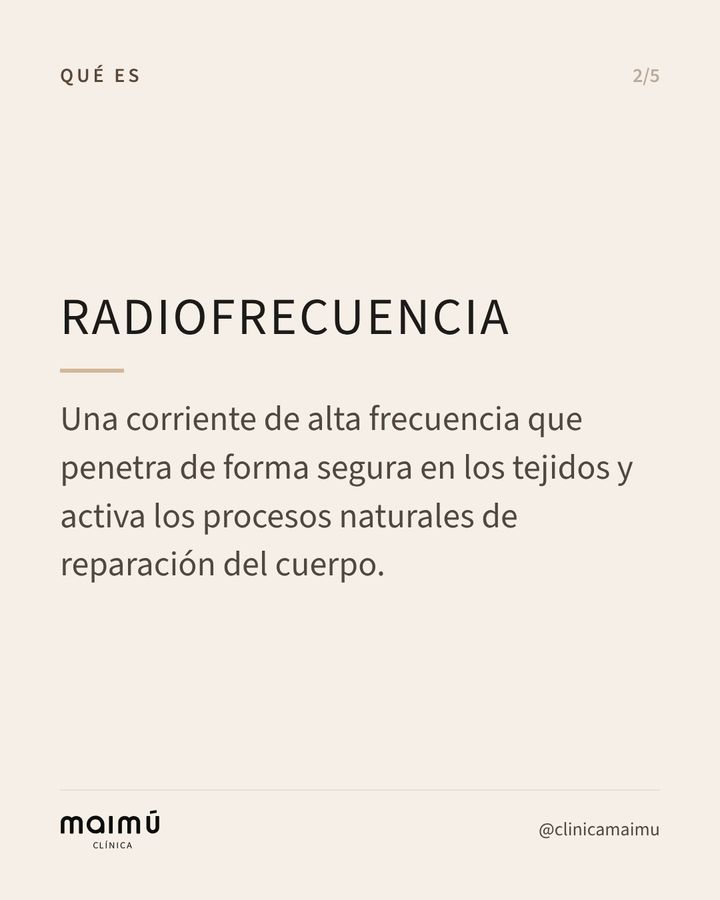 QUÉ ES
2/5
RADIOFRECUENCIA
Una corriente de alta frecuencia que
penetra de forma segura en los tejidos y
activa los procesos naturales de
reparación del cuerpo.
maimú
CLÍNICA
@clinicamaimu